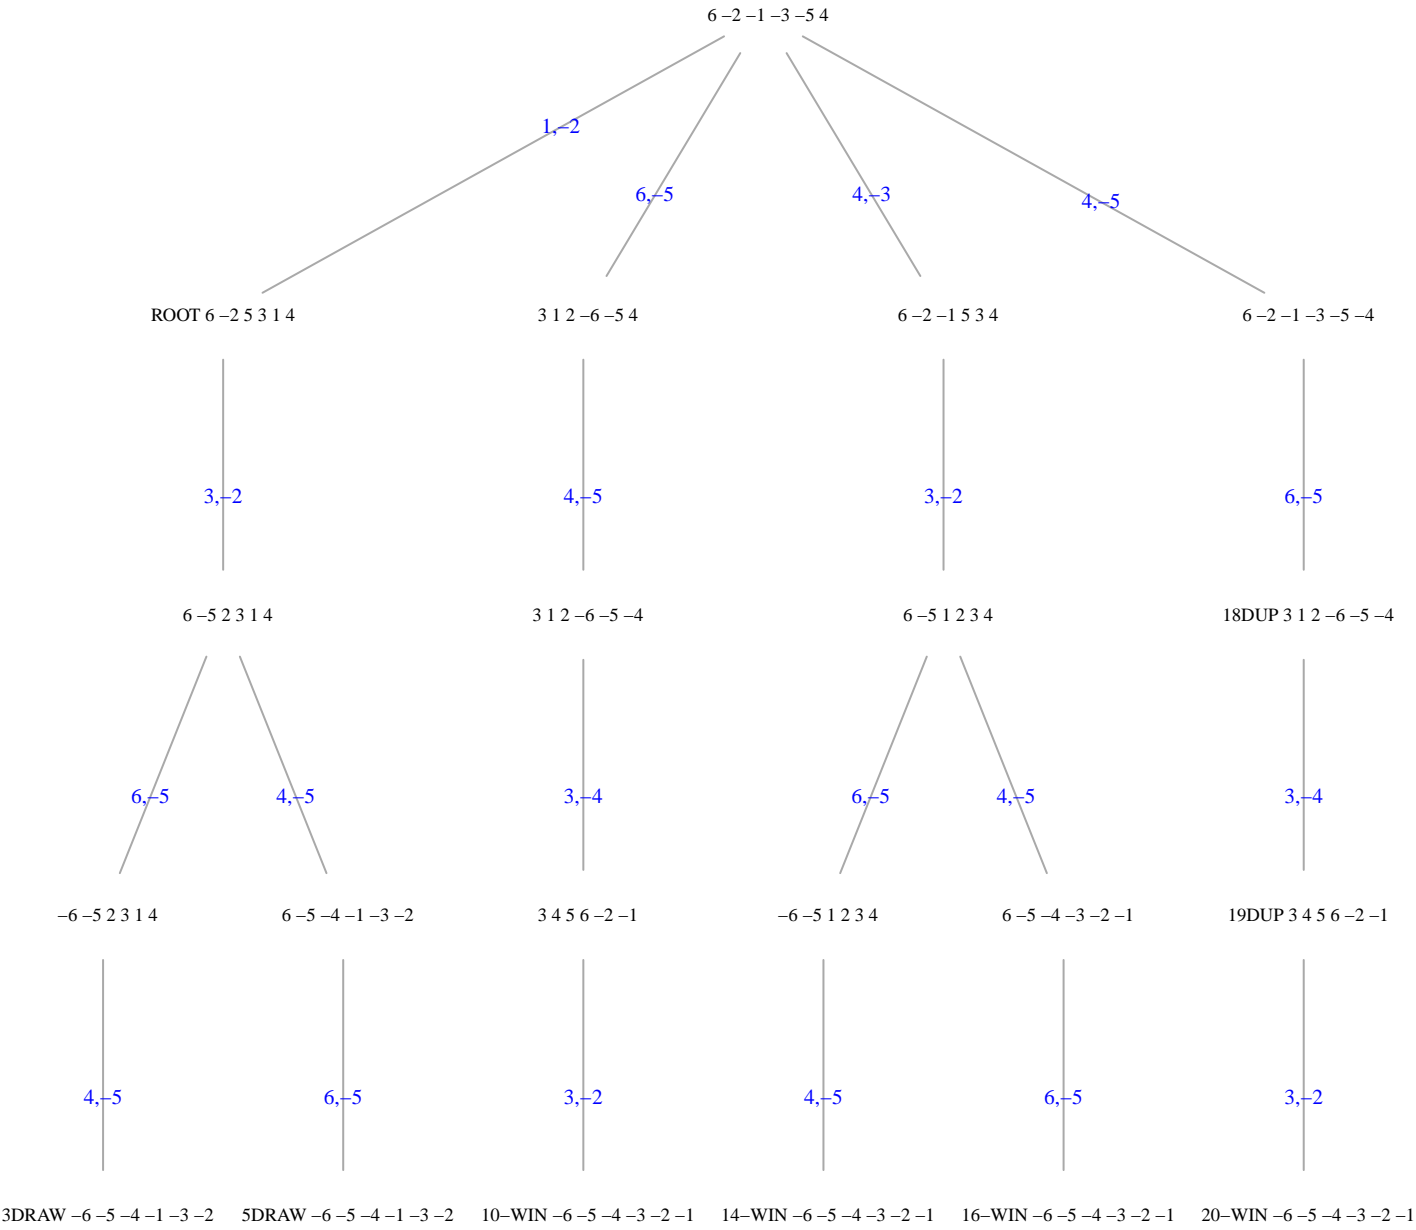 6 –2 –1 –3 –5 4
1,–2
6,–5
4,–3
4,–5
ROOT 6 –2 5 3 1 4
3 1 2 –6 –5 4
6 –2 –1 5 3 4
6 –2 –1 –3 –5 –4
3,–2
4,–5
3,–2
6,–5
6 –5 2 3 1 4
3 1 2 –6 –5 –4
6 –5 1 2 3 4
18DUP 3 1 2 –6 –5 –4
6,–5
4,–5
3,–4
6,–5
4,–5
3,–4
–6 –5 2 3 1 4
6 –5 –4 –1 –3 –2
3 4 5 6 –2 –1
–6 –5 1 2 3 4
6 –5 –4 –3 –2 –1
19DUP 3 4 5 6 –2 –1
4,–5
6,–5
3,–2
4,–5
6,–5
3,–2
3DRAW –6 –5 –4 –1 –3 –2
5DRAW –6 –5 –4 –1 –3 –2
10–WIN –6 –5 –4 –3 –2 –1
14–WIN –6 –5 –4 –3 –2 –1
16–WIN –6 –5 –4 –3 –2 –1
20–WIN –6 –5 –4 –3 –2 –1